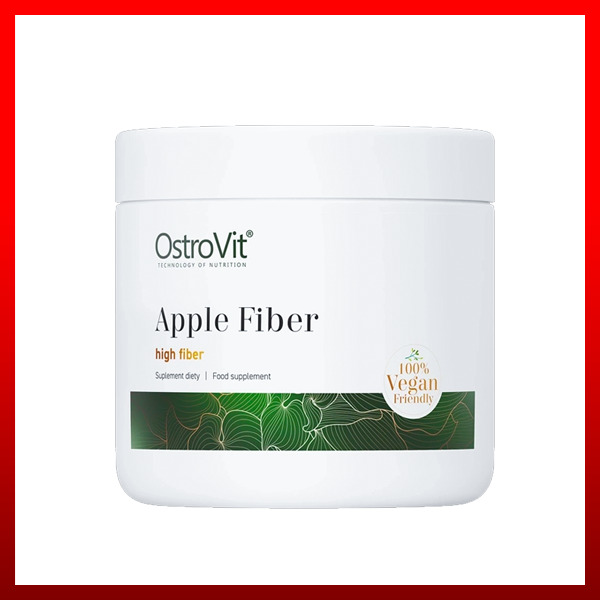 OstroVit®
TECHNOLOGY OF NUTRITION
Apple Fiber
high fiber
Suplement diety | Food supplement
100%
Vegan
Friendly